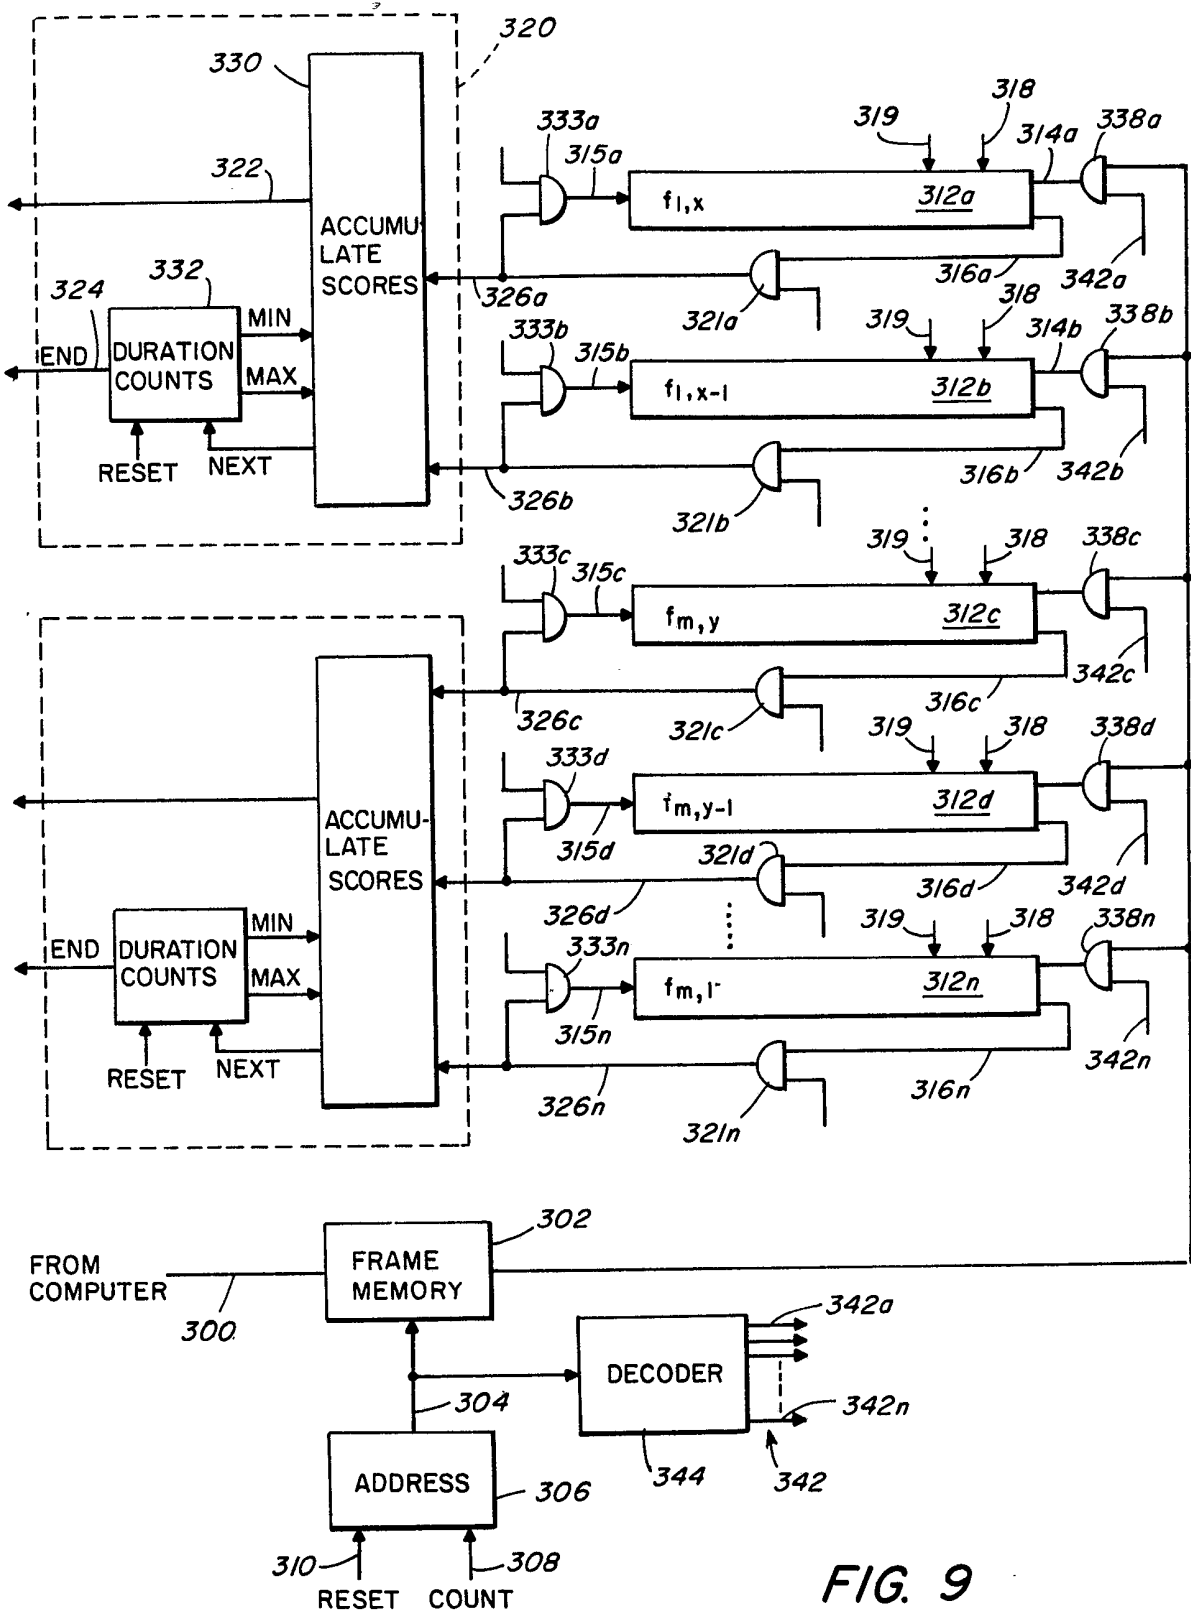 320
330
333a
319
318
338a
315a
314a
322
f1,x
312a
ACCUMU-
LATE
SCORES
324
332
326a
316a
342a
321a
319
318
338b
333b
MIN
315b
314b
END
DURATION
COUNTS
MAX
f1,x-1
312b
RESET
NEXT
326b
316b
342b
321b
319
318
338c
333c
315c
fm,y
312c
326c
321c
316c
342c
319
318
338d
333d
fm,y-1
312d
ACCUMU-
LATE
SCORES
315d
321d
326d
316d
342d
MIN
319
318
338n
END
DURATION
COUNTS
333n
MAX
fm,1
312n
315n
RESET
NEXT
326n
316n
342n
321n
302
FROM
COMPUTER
FRAME
MEMORY
300
342a
DECODER
304
342n
344
342
ADDRESS
306
310
308
RESET
COUNT
FIG. 9